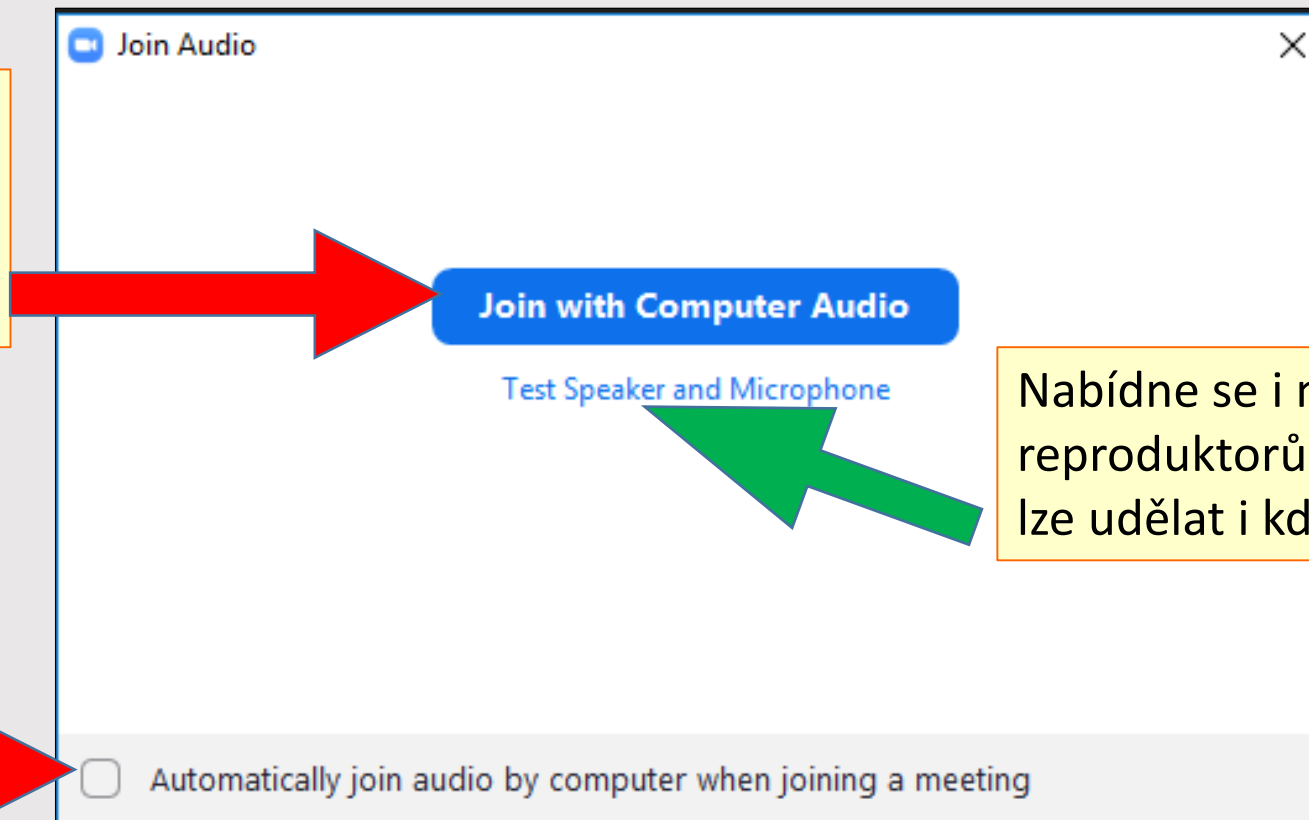 Join Audio
Join with Computer Audio
Test Speaker and Microphone
Nabídne se i
reproduktorů
lze udělat i
Automatically join audio by computer when joining a meeting